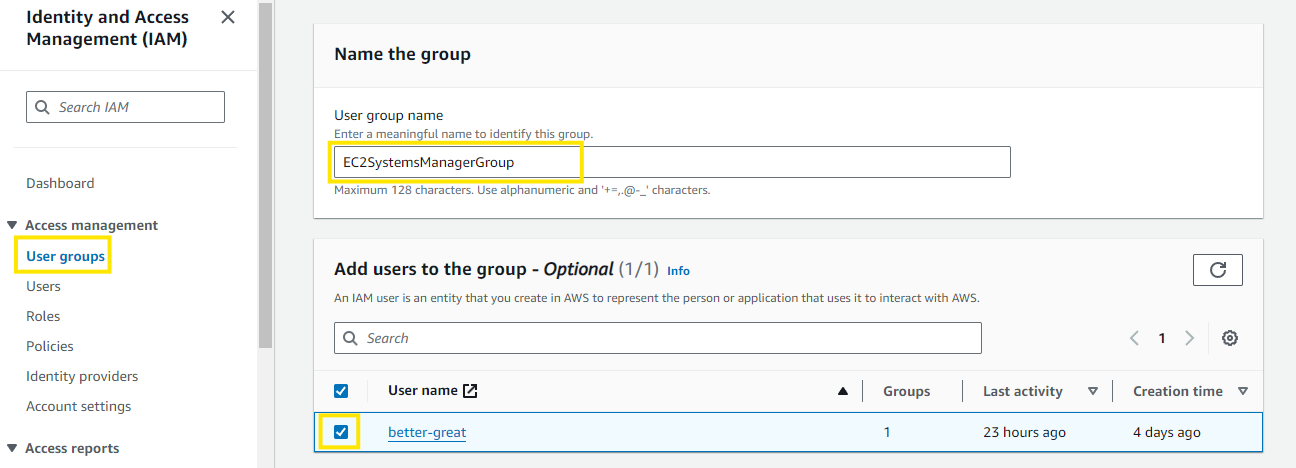 Identity and Access
Management (IAM)
Search IAM
Dashboard
Access management
User groups
Users
Roles
Policies
Identity providers
Account settings
Access reports
Name the group
User group name
Enter a meaningful name to identify this group.
EC2SystemsManagerGroup
Maximum 128 characters. Use alphanumeric and '+=,.@-_' characters.
Add users to the group - Optional (1/1) Info
An IAM user is an entity that you create in AWS to represent the person or application that uses it to interact with AWS.
Search
1
User name Groups Last activity Creation time
better-great 1 23 hours ago 4 days ago